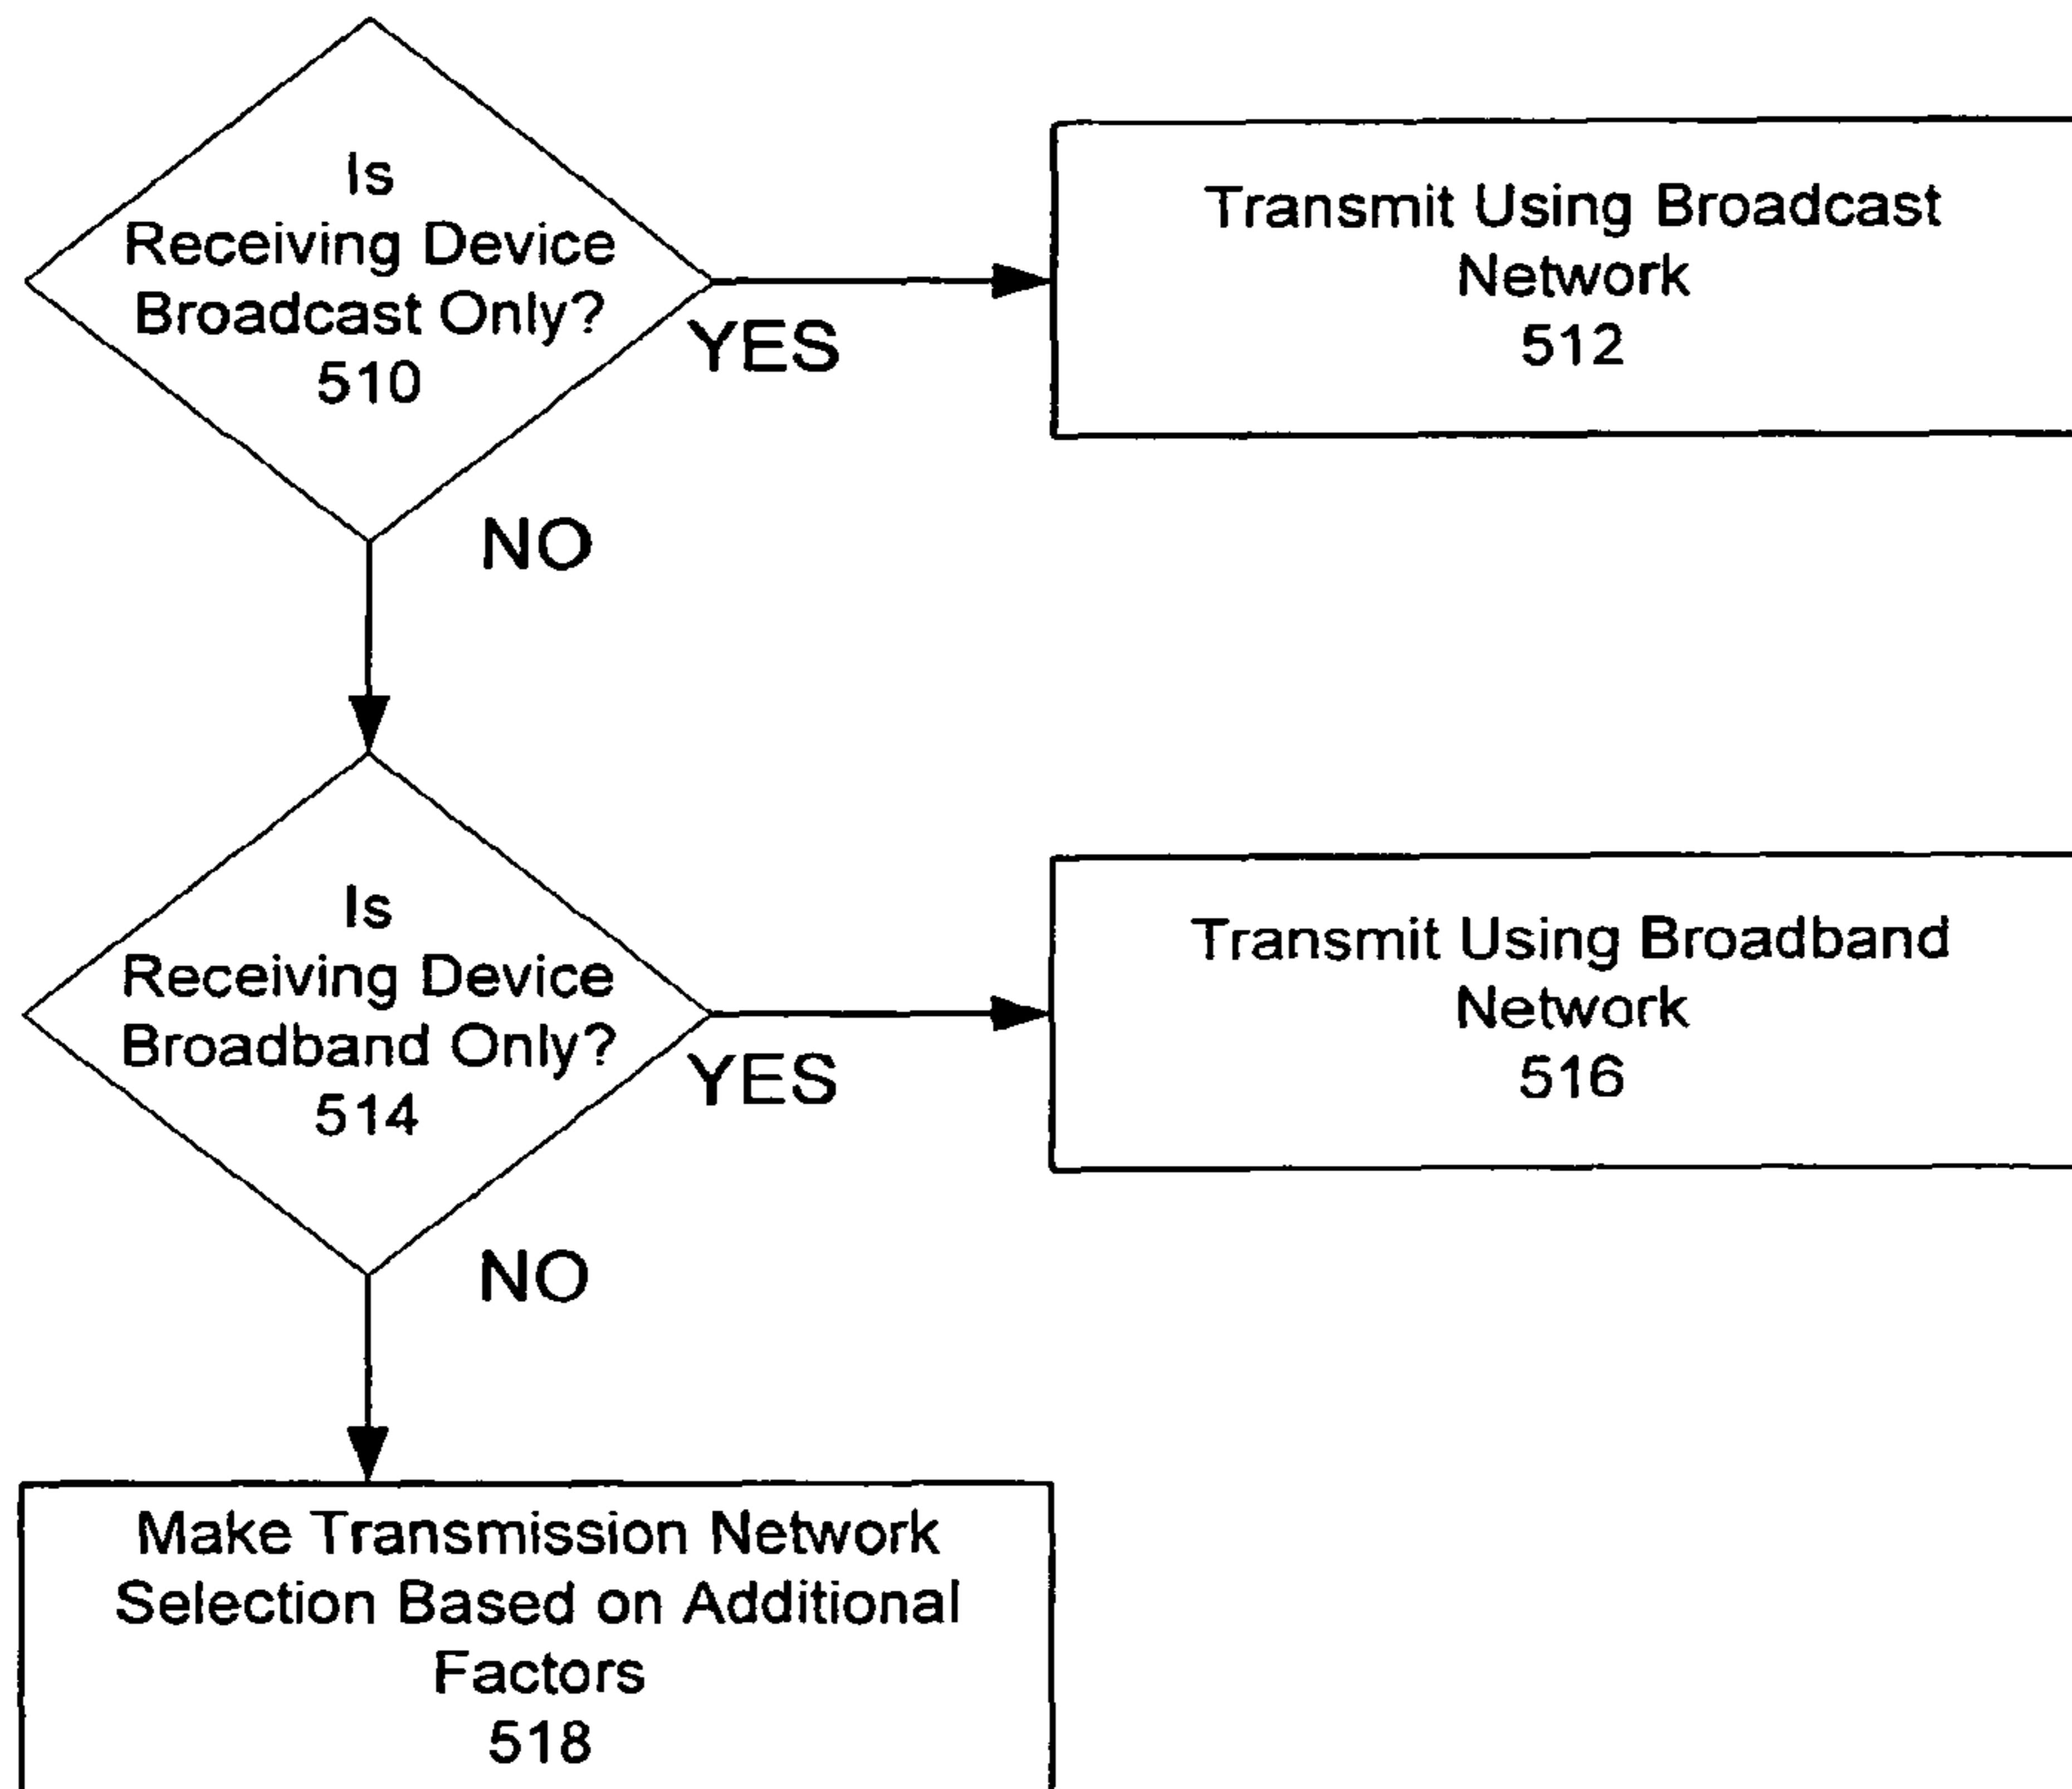 Is
Receiving Device
Broadcast Only?
510
YES
Transmit Using Broadcast
Network
512
NO
Is
Receiving Device
Broadband Only?
514
YES
Transmit Using Broadband
Network
516
NO
Make Transmission Network
Selection Based on Additional
Factors
518